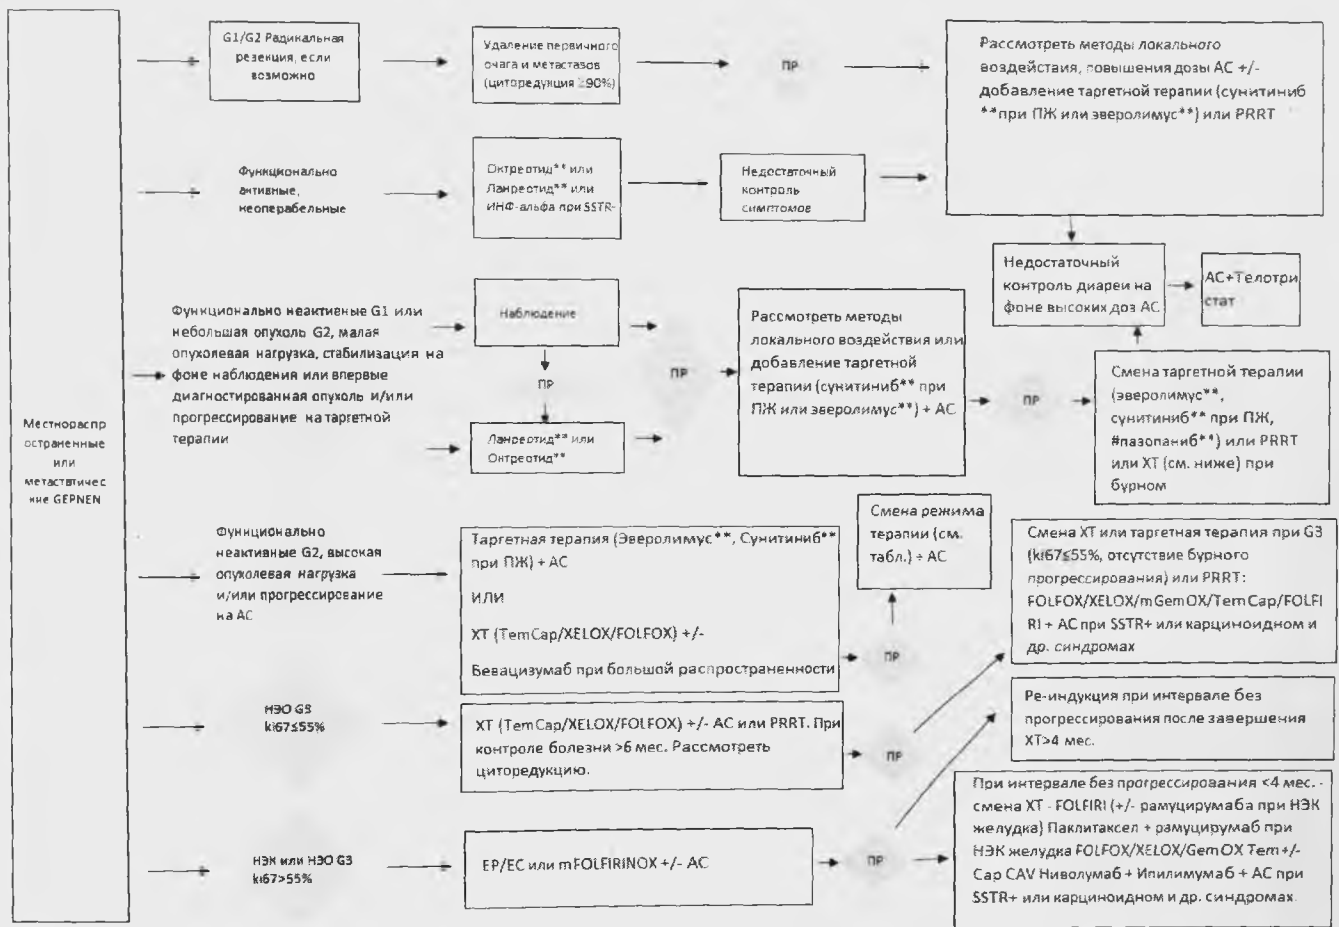 Местнораспр
остраненные
или
метастатичес
кие GEPNEN
G1/G2 Радикальная
резекция, если
возможно
Удаление первичного
очага и метастазов
(циторедукция ≥90%)
ПР
Рассмотреть методы локального
воздействия, повышения дозы АС +/-
добавление таргетной терапии (сунитиниб
**при ПЖ или эверолимус**) или PRRT
Функционально
активные,
неоперабельные
Октреотид** или
Ланреотид** или
ИНФ-альфа при SSTR-
Недостаточный
контроль
симптомов
Недостаточный
контроль диареи на
фоне высоких доз АС
АС+Телотри
стат
Функционально неактивные G1 или
небольшая опухоль G2, малая
опухолевая нагрузка, стабилизация на
фоне наблюдения или впервые
диагностированная опухоль и/или
прогрессирование на таргетной
терапии
Наблюдение
ПР
Ланреотид** или
Октреотид**
ПР
Рассмотреть методы
локального воздействия или
добавление таргетной
терапии (сунитиниб** при
ПЖ или эверолимус**) + АС
ПР
Смена таргетной терапии
(эверолимус**,
сунитиниб** при ПЖ,
#пазопаниб**) или PRRT
или ХТ (см. ниже) при
бурном
Функционально
неактивные G2, высокая
опухолевая нагрузка
и/или прогрессирование
на АС
Таргетная терапия (Эверолимус**, Сунитиниб**
при ПЖ) + АС
ИЛИ
ХТ (TemCap/XELOX/FOLFOX) +/-
Бевацизумаб при большой распространенности
ПР
Смена режима
терапии (см.
табл.) + АС
НЭО G3
ki67≤55%
ХТ (TemCap/XELOX/FOLFOX) +/- АС или PRRT. При
контроле болезни >6 мес. Рассмотреть
циторедукцию.
ПР
Смена ХТ или таргетная терапия при G3
(ki67≤55%, отсутствие бурного
прогрессирования) или PRRT:
FOLFOX/XELOX/mGemOX/TemCap/FOLFI
RI + АС при SSTR+ или карциноидном и
др. синдромах
НЭК или НЭО G3
ki67>55%
EP/EC или mFOLFIRINOX +/- АС
ПР
Ре-индукция при интервале без
прогрессирования после завершения
ХТ>4 мес.
При интервале без прогрессирования <4 мес. -
смена ХТ - FOLFIRI (+/- рамуцирумаба при НЭК
желудка) Паклитаксел + рамуцирумаб при
НЭК желудка FOLFOX/XELOX/GemOX Tem +/-
Cap CAV Ниволумаб + Ипилимумаб + АС при
SSTR+ или карциноидном и др. синдромах.